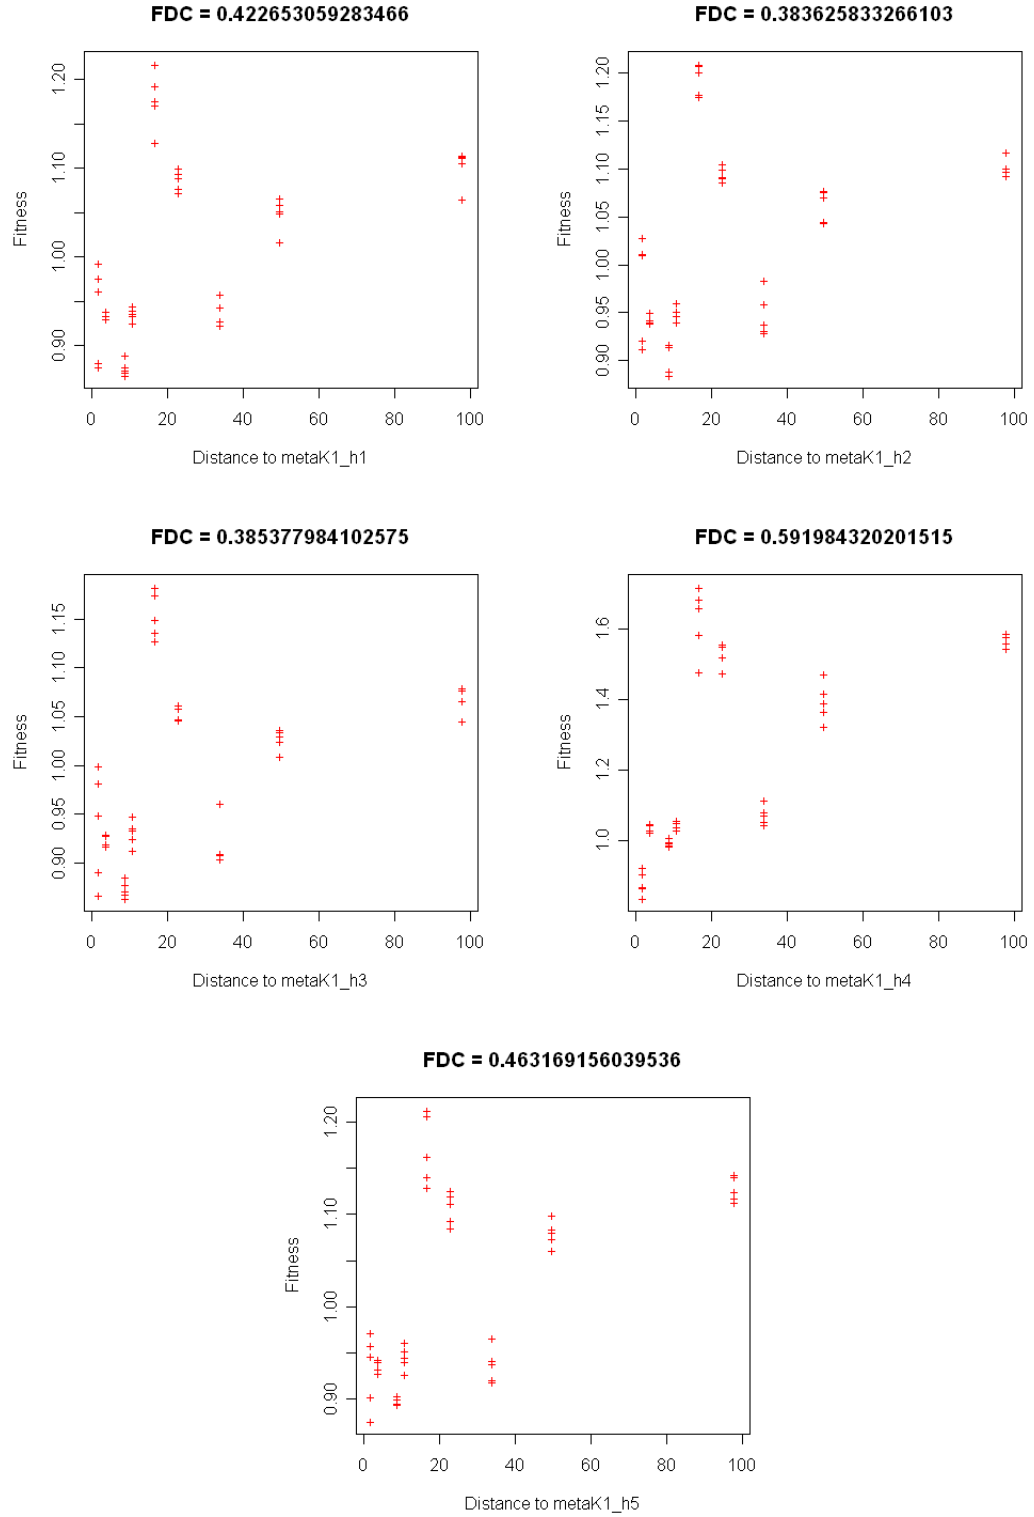 FDC = 0.422653059283466
Fitness
1.20
1.10
1.00
0.90
0 20 40 60 80 100
Distance to metaK1_h1
FDC = 0.383625833266103
Fitness
1.20
1.15
1.10
1.05
1.00
0.95
0.90
0 20 40 60 80 100
Distance to metaK1_h2
FDC = 0.385377984102575
Fitness
1.15
1.10
1.05
1.00
0.95
0.90
0 20 40 60 80 100
Distance to metaK1_h3
FDC = 0.591984320201515
Fitness
1.6
1.4
1.2
1.0
0 20 40 60 80 100
Distance to metaK1_h4
FDC = 0.463169156039536
Fitness
1.20
1.10
1.00
0.90
0 20 40 60 80 100
Distance to metaK1_h5